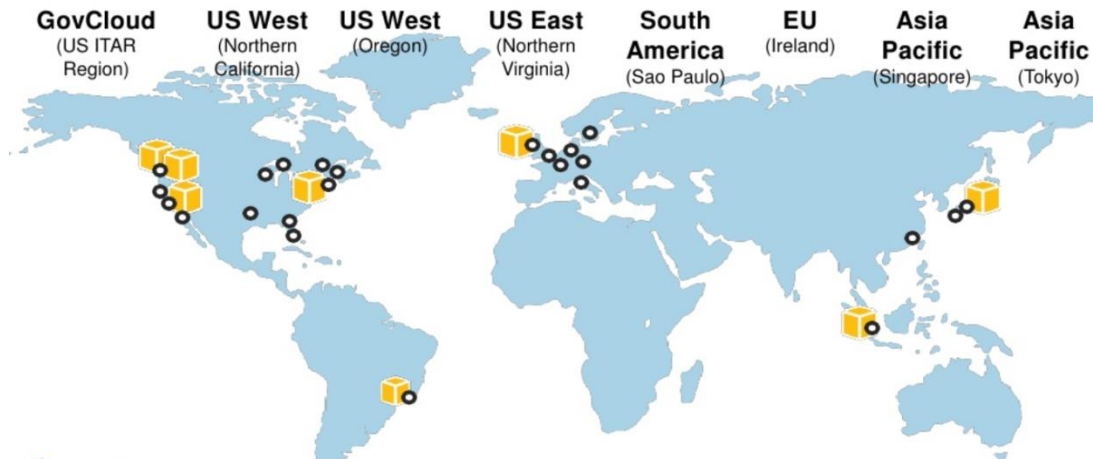 GovCloud
(US ITAR
Region)
US West
(Northern
California)
US West
(Oregon)
US East
(Northern
Virginia)
South
America
(Sao Paulo)
EU
(Ireland)
Asia
Pacific
(Singapore)
Asia
Pacific
(Tokyo)